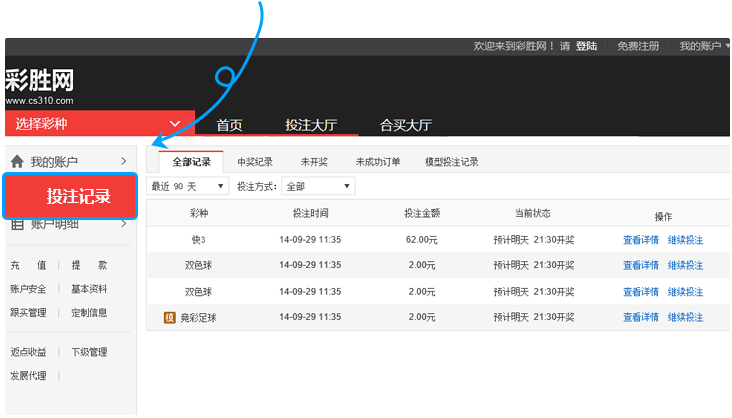 欢迎来到彩胜网！请 登陆 免费注册 我的账户
彩胜网
www.cs310.com
选择彩种 首页 投注大厅 合买大厅
我的账户
投注记录
账户明细
充 值 提 款
账户安全 基本资料
跟买管理 定制信息
返点收益 下级管理
发展代理
全部记录 中奖纪录 未开奖 未成功订单 模型投注记录
最近 90 天 投注方式: 全部
彩种 投注时间 投注金额 当前状态 操作
快3 14-09-29 11:35 62.00元 预计明天 21:30开奖 查看详情 继续投注
双色球 14-09-29 11:35 2.00元 预计明天 21:30开奖 查看详情 继续投注
双色球 14-09-29 11:35 2.00元 预计明天 21:30开奖 查看详情 继续投注
模 竞彩足球 14-09-29 11:35 2.00元 预计明天 21:30开奖 查看详情 继续投注